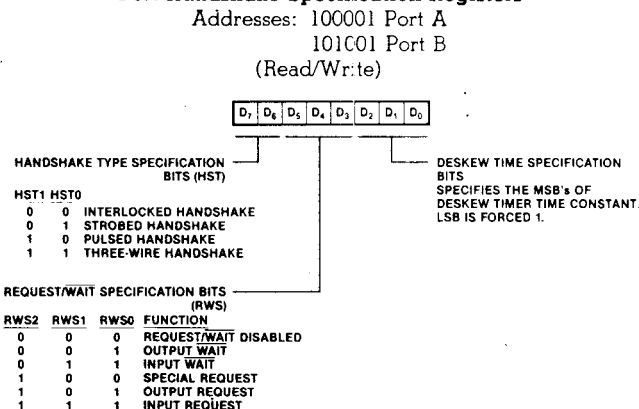 Addresses: 100001 Port A
101001 Port B
(Read/Write)
D7 D6 D5 D4 D3 D2 D1 D0
HANDSHAKE TYPE SPECIFICATION
BITS (HST)
HST1 HST0
0 0 INTERLOCKED HANDSHAKE
0 1 STROBED HANDSHAKE
1 0 PULSED HANDSHAKE
1 1 THREE-WIRE HANDSHAKE
DESKEW TIME SPECIFICATION
BITS
SPECIFIES THE MSB's OF
DESKEW TIMER TIME CONSTANT.
LSB IS FORCED 1.
REQUEST/WAIT SPECIFICATION BITS
(RWS)
RWS2 RWS1 RWS0 FUNCTION
0 0 0 REQUEST/WAIT DISABLED
0 0 1 OUTPUT WAIT
0 1 1 INPUT WAIT
1 0 0 SPECIAL REQUEST
1 0 1 OUTPUT REQUEST
1 1 1 INPUT REQUEST